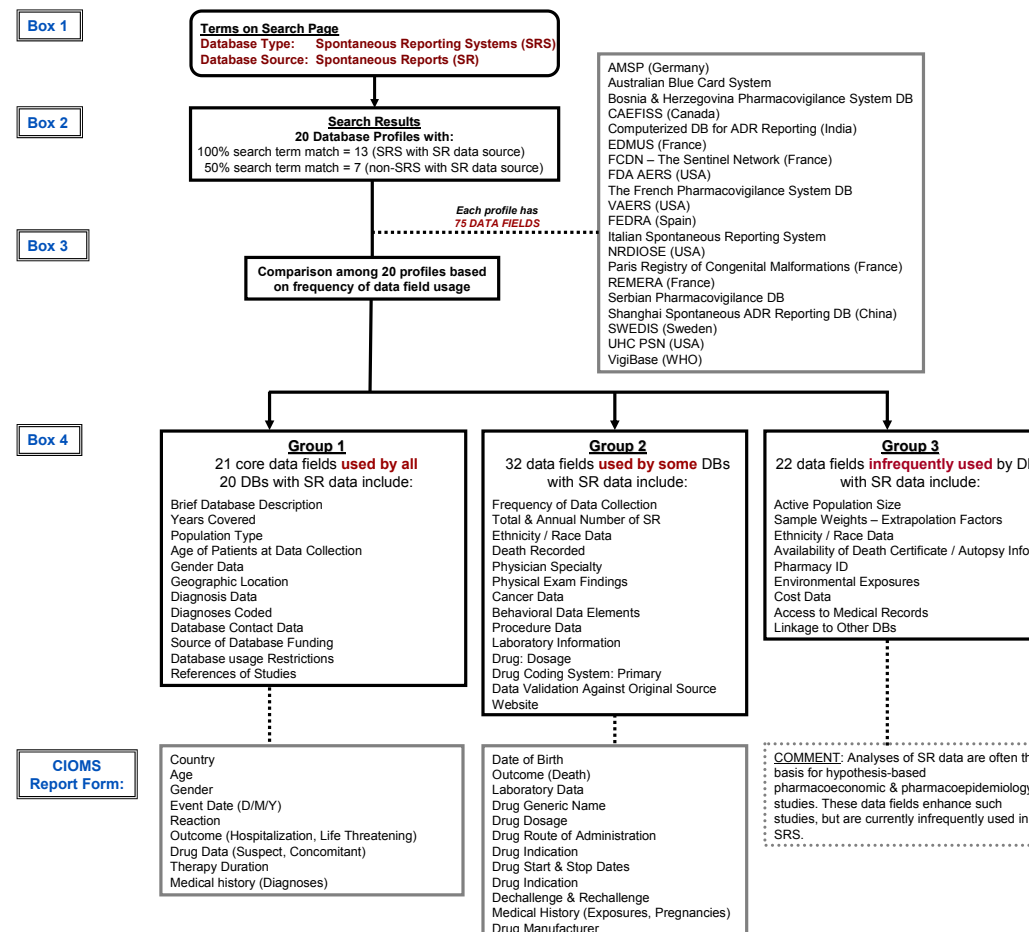 Box 1
Terms on Search Page
Database Type: Spontaneous Reporting Systems (SRS)
Database Source: Spontaneous Reports (SR)
Box 2
Search Results
20 Database Profiles with:
100% search term match = 13 (SRS with SR data source)
50% search term match = 7 (non-SRS with SR data source)
AMSP (Germany)
Australian Blue Card System
Bosnia & Herzegovina Pharmacovigilance System DB
CAEFISS (Canada)
Computerized DB for ADR Reporting (India)
EDMUS (France)
FCDN – The Sentinel Network (France)
FDA AERS (USA)
The French Pharmacovigilance System DB
VAERS (USA)
FEDRA (Spain)
Italian Spontaneous Reporting System
NRDIOSE (USA)
Paris Registry of Congenital Malformations (France)
REMERA (France)
Serbian Pharmacovigilance DB
Shanghai Spontaneous ADR Reporting DB (China)
SWEDIS (Sweden)
UHC PSN (USA)
VigiBase (WHO)
Each profile has
75 DATA FIELDS
Box 3
Comparison among 20 profiles based
on frequency of data field usage
Box 4
Group 1
21 core data fields used by all
20 DBs with SR data include:
Brief Database Description
Years Covered
Population Type
Age of Patients at Data Collection
Gender Data
Geographic Location
Diagnosis Data
Diagnoses Coded
Database Contact Data
Source of Database Funding
Database usage Restrictions
References of Studies
Group 2
32 data fields used by some DBs
with SR data include:
Frequency of Data Collection
Total & Annual Number of SR
Ethnicity / Race Data
Death Recorded
Physician Specialty
Physical Exam Findings
Cancer Data
Behavioral Data Elements
Procedure Data
Laboratory Information
Drug: Dosage
Drug Coding System: Primary
Data Validation Against Original Source
Website
Group 3
22 data fields infrequently used by
with SR data include:
Active Population Size
Sample Weights – Extrapolation Factors
Ethnicity / Race Data
Availability of Death Certificate / Autopsy Info
Pharmacy ID
Environmental Exposures
Cost Data
Access to Medical Records
Linkage to Other DBs
CIOMS
Report Form:
Country
Age
Gender
Event Date (D/M/Y)
Reaction
Outcome (Hospitalization, Life Threatening)
Drug Data (Suspect, Concomitant)
Therapy Duration
Medical history (Diagnoses)
Date of Birth
Outcome (Death)
Laboratory Data
Drug Generic Name
Drug Dosage
Drug Route of Administration
Drug Indication
Drug Start & Stop Dates
Drug Indication
Dechallenge & Rechallenge
Medical History (Exposures, Pregnancies)
Drug Manufacturer
COMMENT: Analyses of SR data are often
basis for hypothesis-based
pharmacoeconomic & pharmacoepidemiology
studies. These data fields enhance such
studies, but are currently infrequently used in
SRS.